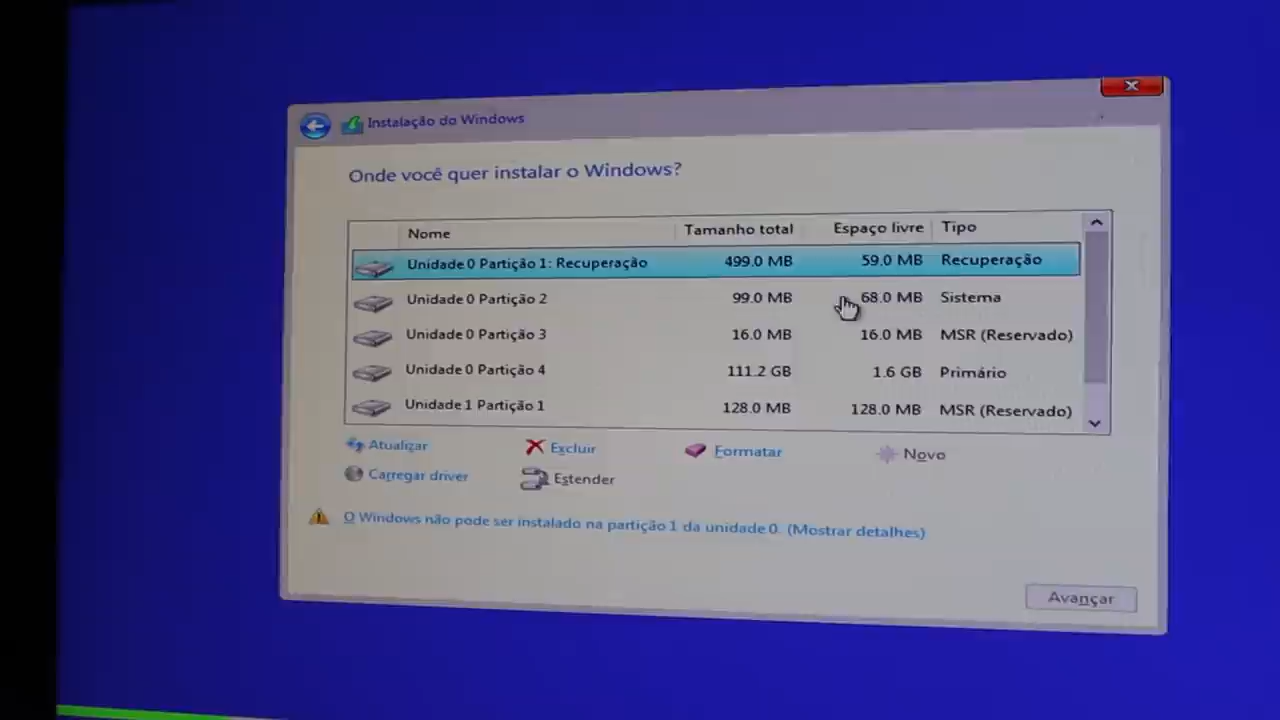 Instalação do Windows
Onde você quer instalar o Windows?
Nome Tamanho total Espaço livre Tipo
Unidade 0 Partição 1: Recuperação 499.0 MB 59.0 MB Recuperação
Unidade 0 Partição 2 99.0 MB 68.0 MB Sistema
Unidade 0 Partição 3 16.0 MB 16.0 MB MSR (Reservado)
Unidade 0 Partição 4 111.2 GB 1.6 GB Primário
Unidade 1 Partição 1 128.0 MB 128.0 MB MSR (Reservado)
Atualizar Excluir Formatar Novo
Carregar driver Estender
O Windows não pode ser instalado na partição 1 da unidade 0. (Mostrar detalhes)
Avançar